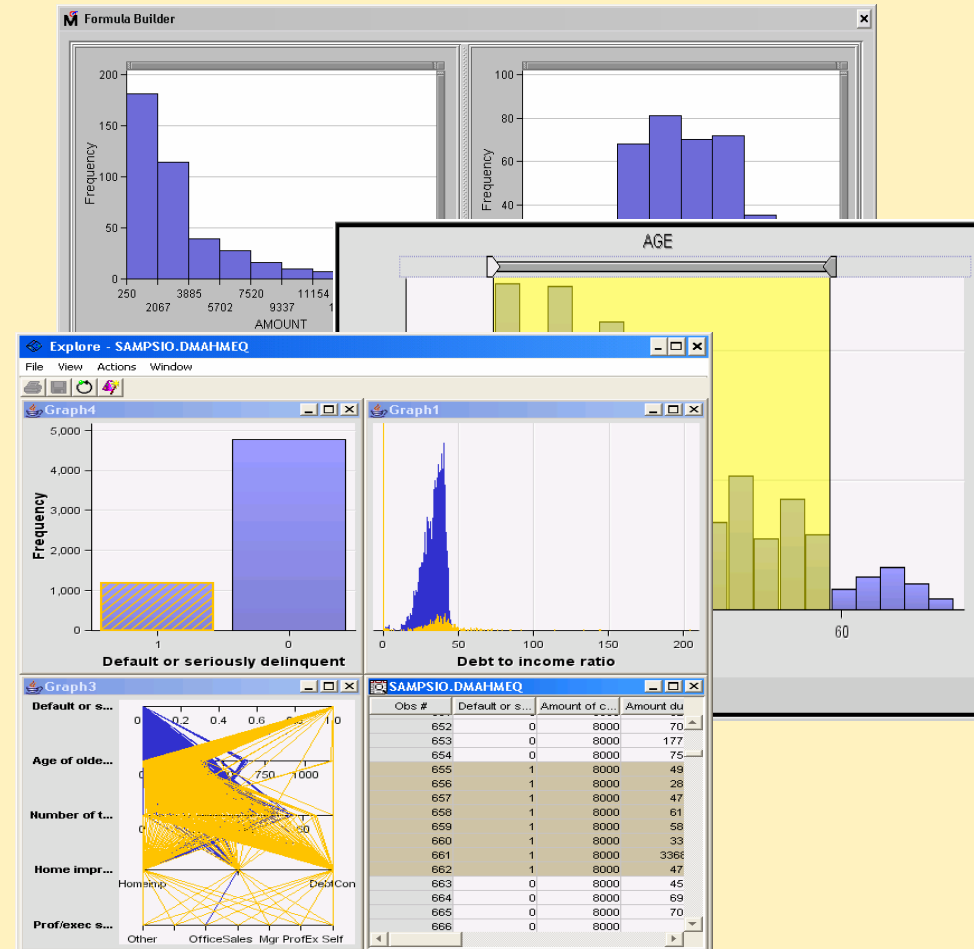 Formula Builder
200
150
100
50
0
Frequency
250 3885 7520 11154
2067 5702 9337 1
AMOUNT
100
80
60
40
Frequency
AGE
60
Explore - SAMPSIO.DMAHMEQ
File View Actions Window
Graph4
5,000
4,000
3,000
2,000
1,000
0
Frequency
1 0
Default or seriously delinquent
Graph1
0 50 100 150 200
Debt to income ratio
Graph3
Default or s...
0 0.2 0.4 0.6 0.8 1.0
Age of olde...
0 750 1000
Number of t...
0 50
Home impr...
HomeImp DebtCon
Prof/exec s...
Other Office Sales Mgr ProfEx Self
SAMPSIO.DMAHMEQ
Obs # Default or s... Amount of c... Amount du
652 0 8000 70
653 0 8000 177
654 0 8000 75
655 1 8000 49
656 1 8000 28
657 1 8000 47
658 1 8000 61
659 1 8000 58
660 1 8000 33
661 1 8000 3368
662 1 8000 47
663 0 8000 45
664 0 8000 69
665 0 8000 70
666 0 8000